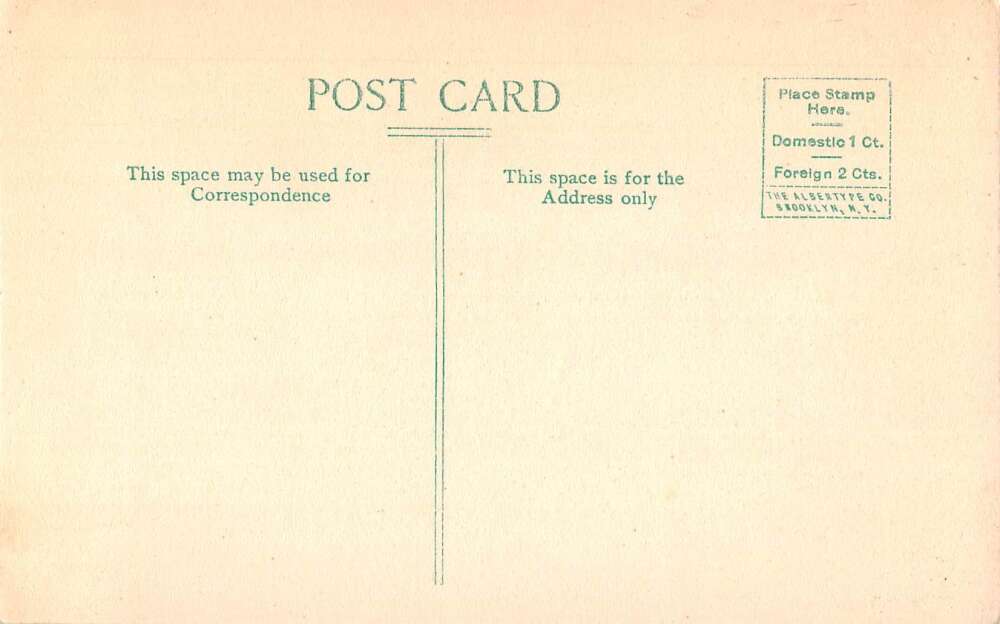 POST CARD
This space may be used for
Correspondence
This space is for the
Address only
Place Stamp
Here.
Domestic 1 Ct.
Foreign 2 Cts.
THE ALBERTYPE CO.
BROOKLYN, N. Y.